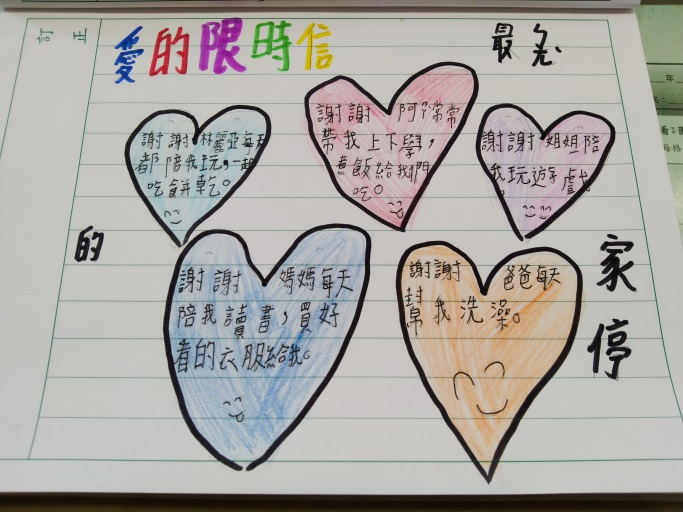 訂正
愛的限時信
最
謝謝林麗亞每天
都陪我玩,一起
吃餅乾。
謝謝 阿 常常
帶我上下學,
煮飯給我們
吃。
謝謝 姐姐陪
我玩遊戲。
的
謝謝 媽媽每天
陪我讀書,買好
看的衣服給我。
謝謝 爸爸每天
幫我洗澡。
家停
年